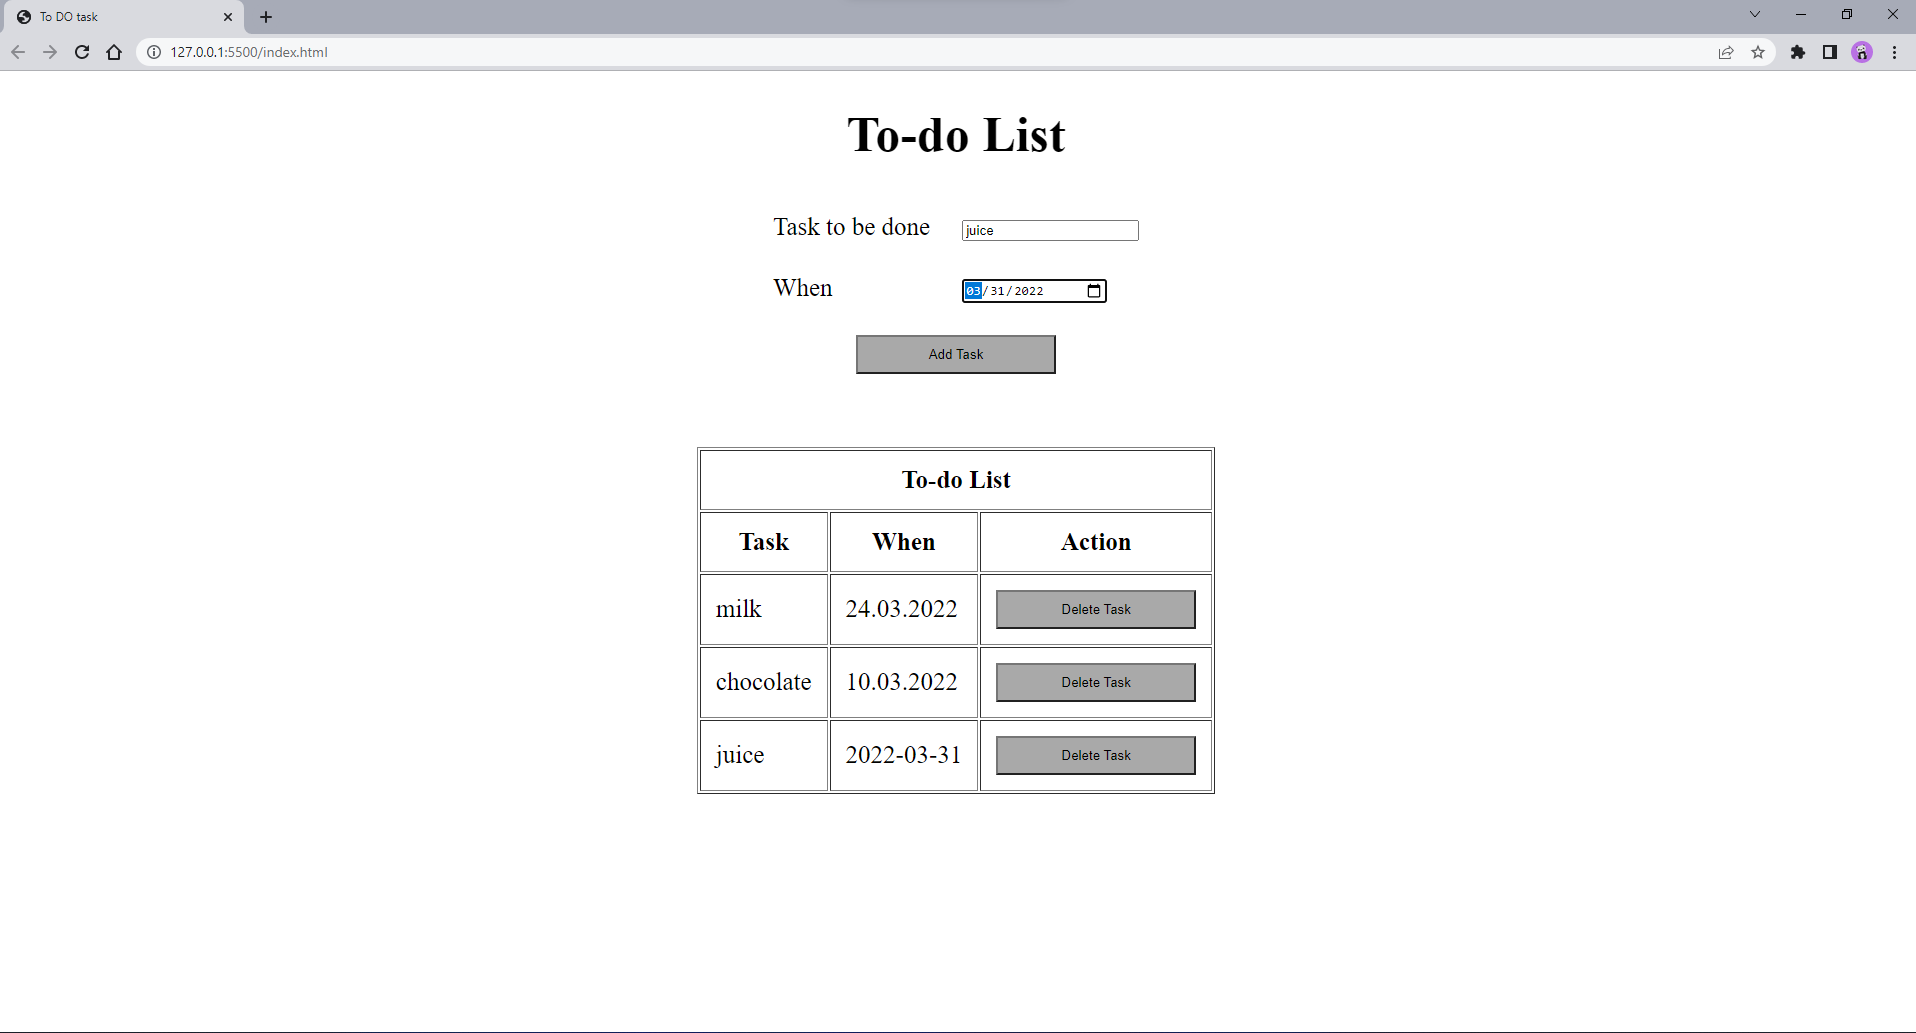 To DO task
127.0.0.1:5500/index.html
To-do List
Task to be done juice
When 03/31/2022
Add Task
To-do List
Task When Action
milk 24.03.2022 Delete Task
chocolate 10.03.2022 Delete Task
juice 2022-03-31 Delete Task